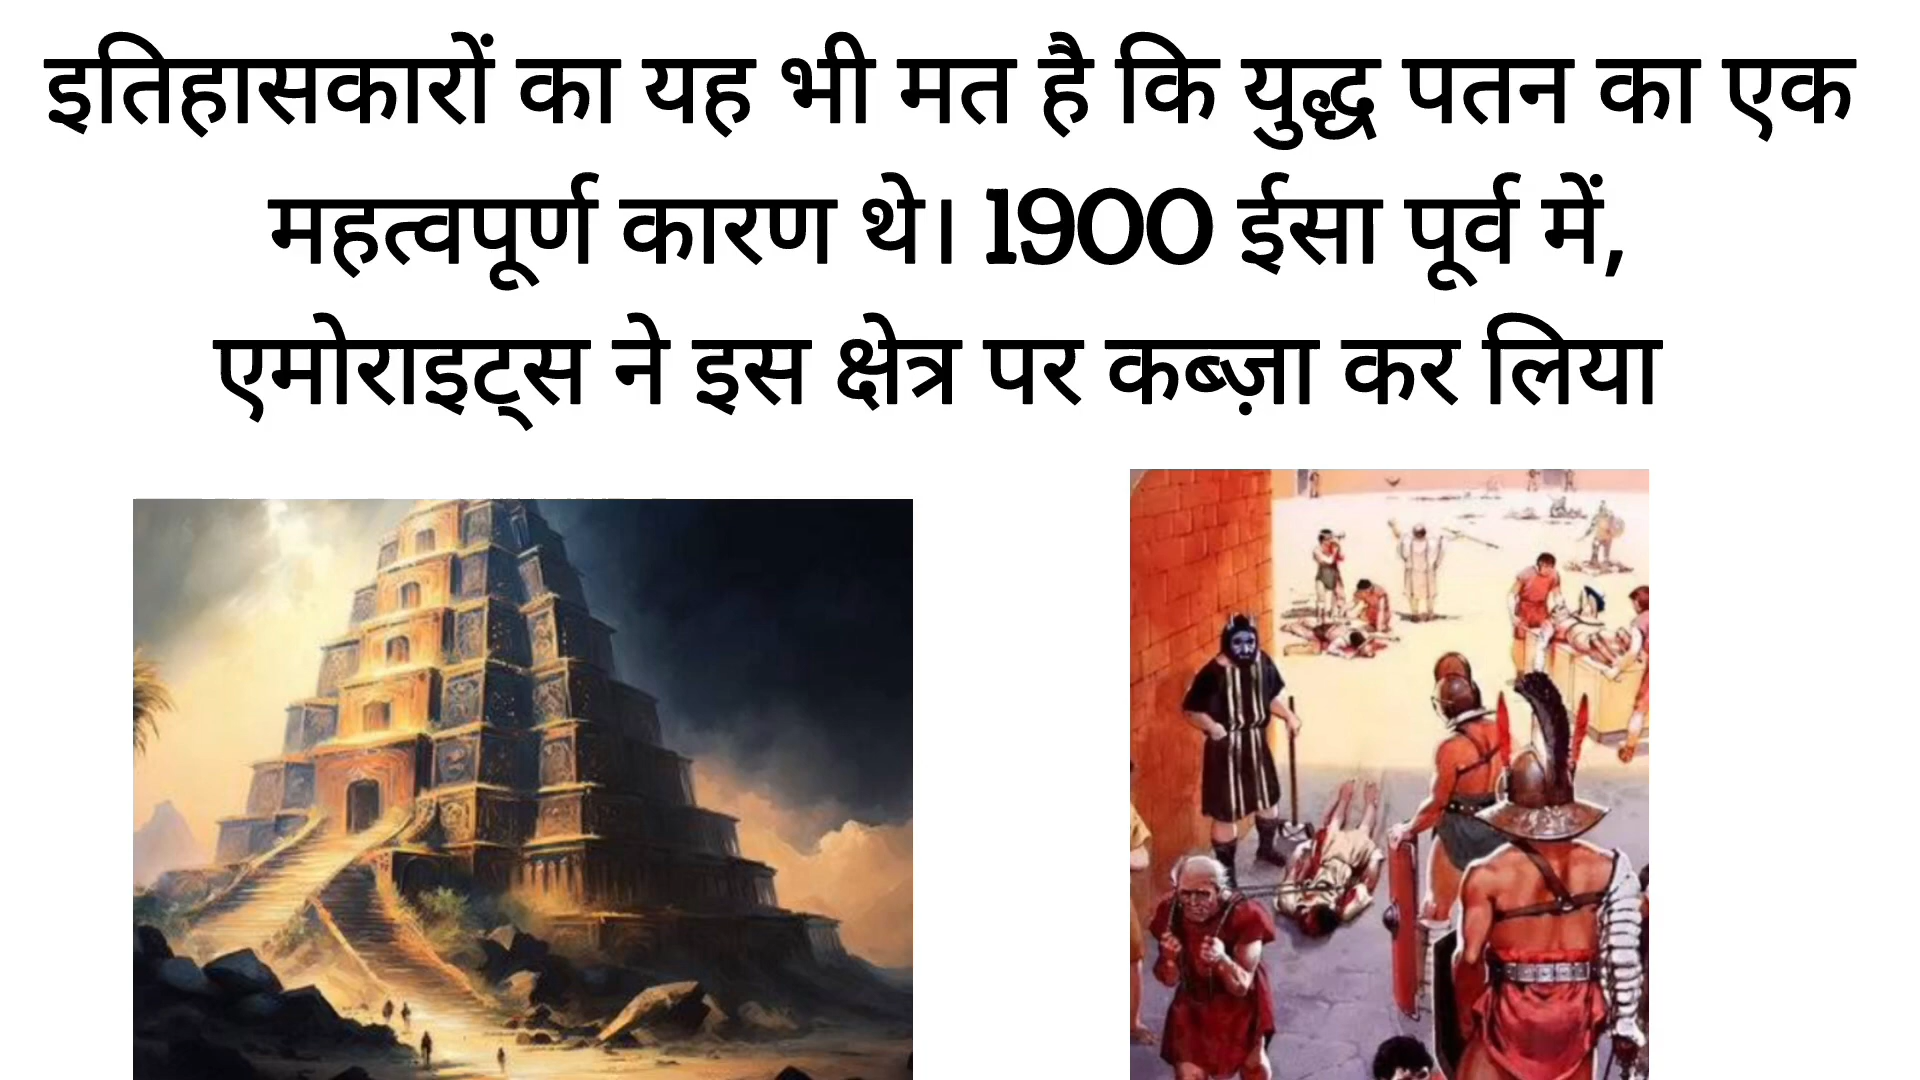 इतिहासकारों का यह भी मत है कि युद्ध पतन का एक
महत्वपूर्ण कारण थे। 1900 ईसा पूर्व में,
एमोराइट्स ने इस क्षेत्र पर कब्ज़ा कर लिया